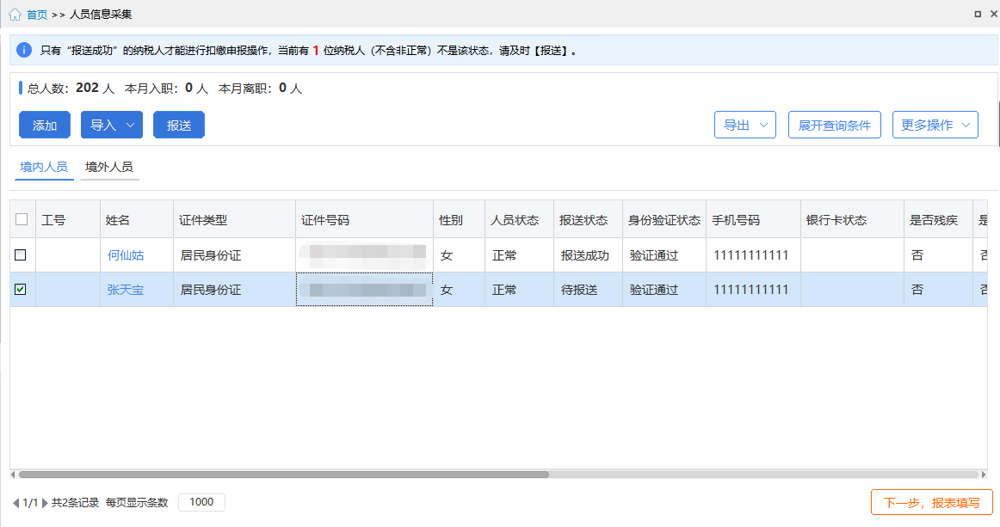 首页 >> 人员信息采集
只有“报送成功”的纳税人才能进行扣缴申报操作，当前有 1 位纳税人（不含非正常）不是该状态，请及时【报送】。
总人数：202 人 本月入职：0 人 本月离职：0 人
添加 导入 报送 导出 展开查询条件 更多操作
境内人员 境外人员
工号 姓名 证件类型 证件号码 性别 人员状态 报送状态 身份验证状态 手机号码 银行卡状态 是否残疾 是
何仙姑 居民身份证 女 正常 报送成功 验证通过 11111111111 否 否
张天宝 居民身份证 女 正常 待报送 验证通过 11111111111 否 否
1/1 共2条记录 每页显示条数 1000
下一步，报表填写